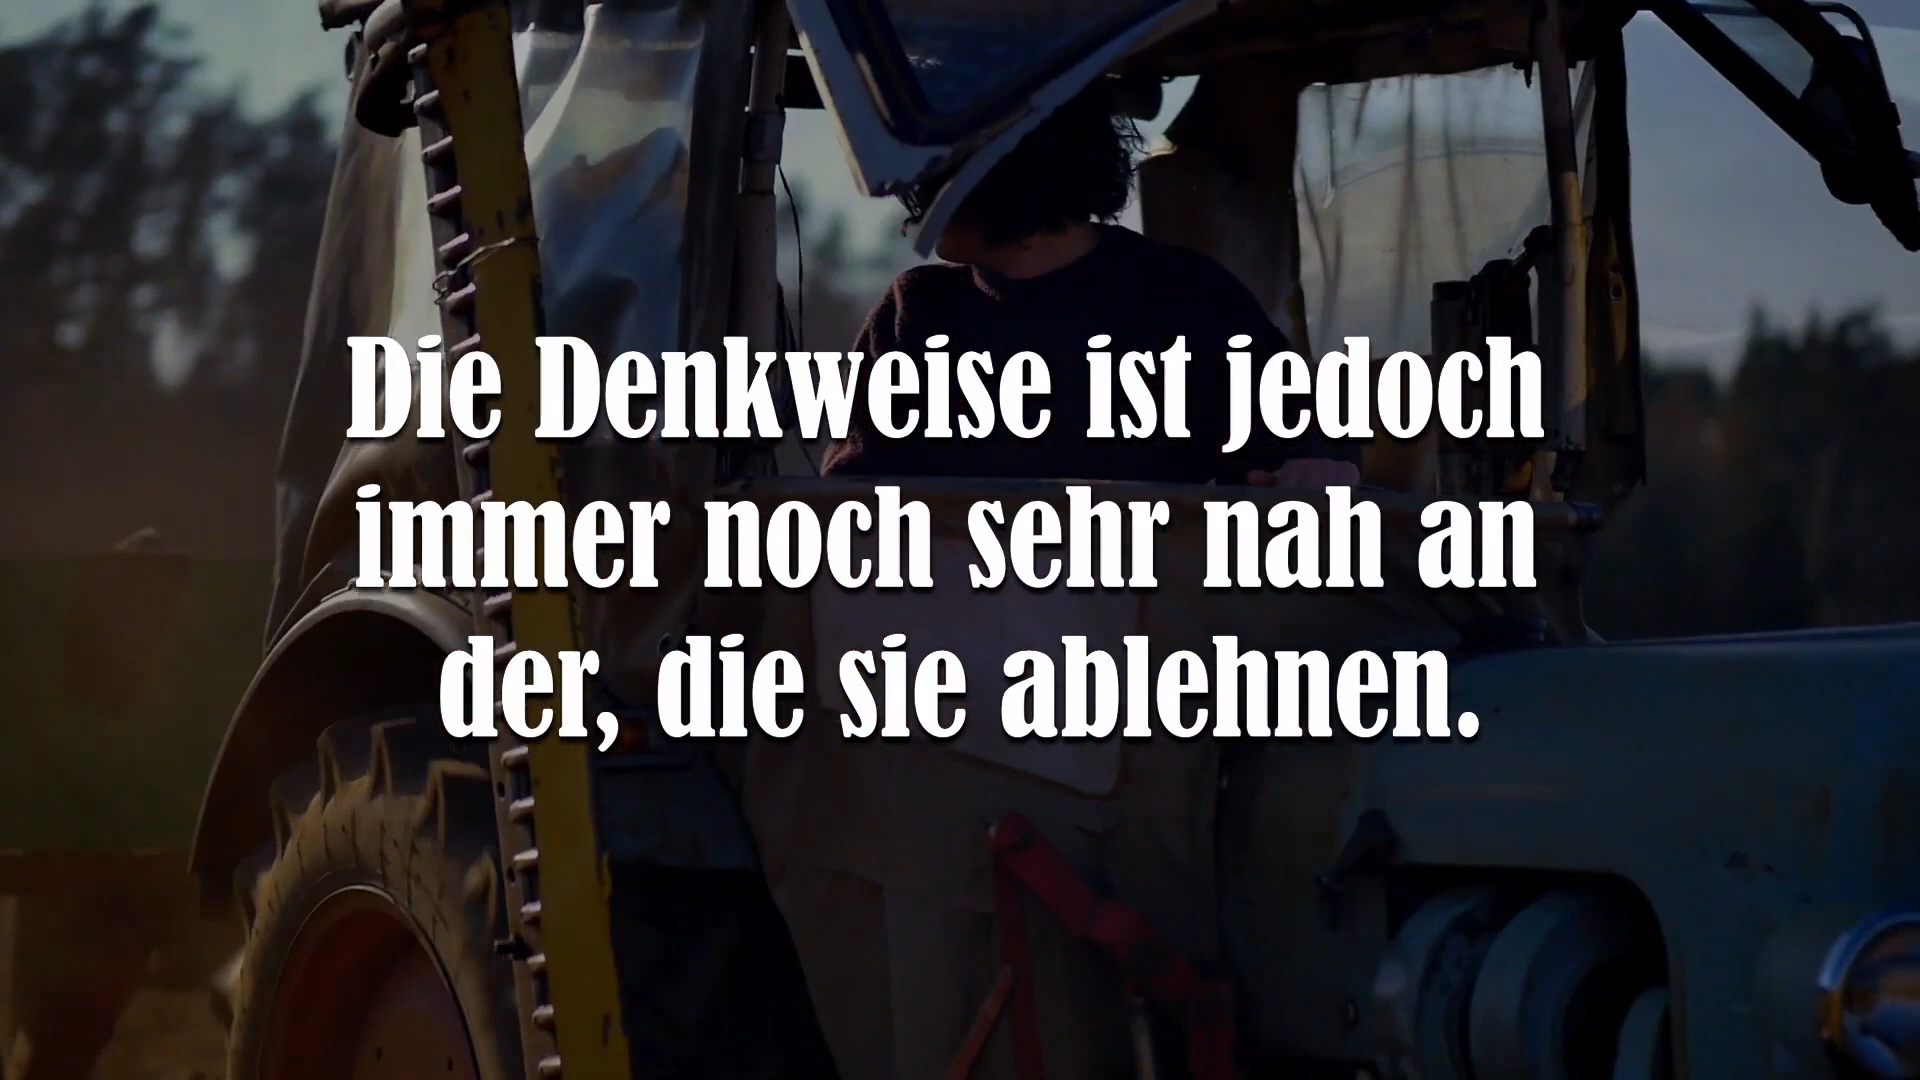 Die Denkweise ist jedoch
immer noch sehr nah an
der, die sie ablehnen.